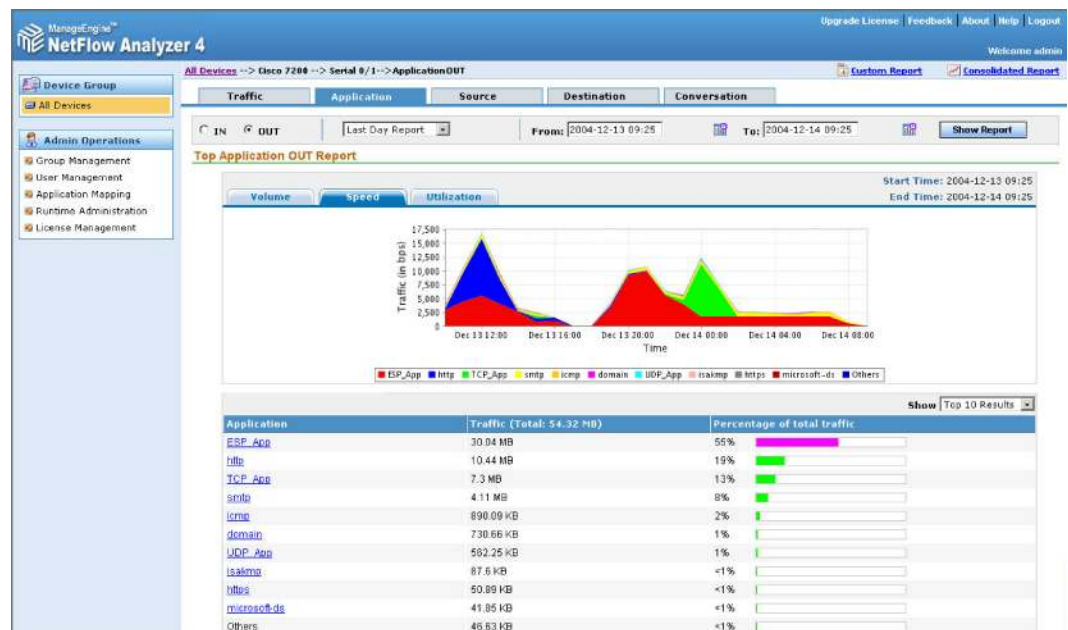 Upgrade License | Feedback | About | Help | Logout
ManageEngine™
NetFlow Analyzer 4
Welcome admin
All Devices --> Cisco 7200 --> Serial 0/1-->ApplicationOUT
Custom Report
Consolidated Report
Device Group
All Devices
Admin Operations
Group Management
User Management
Application Mapping
Runtime Administration
License Management
Traffic
Application
Source
Destination
Conversation
IN OUT Last Day Report From: 2004-12-13 09:25 To: 2004-12-14 09:25 Show Report
Top Application OUT Report
Start Time: 2004-12-13 09:25
End Time: 2004-12-14 09:25
Volume
Speed
Utilization
Traffic (in bps)
17,500
15,000
12,500
10,000
7,500
5,000
2,500
0
Dec 13 12:00 Dec 13 16:00 Dec 13 20:00 Dec 14 00:00 Dec 14 04:00 Dec 14 08:00
Time
ESP_App http TCP_App smtp icmp domain UDP_App isakmp https microsoft-ds Others
Show Top 10 Results
Application Traffic (Total: 54.32 MB) Percentage of total traffic
ESP_App 30.04 MB 55%
http 10.44 MB 19%
TCP_App 7.3 MB 13%
smtp 4.11 MB 8%
icmp 890.09 KB 2%
domain 730.66 KB 1%
UDP_App 562.25 KB 1%
isakmp 87.6 KB <1%
https 50.89 KB <1%
microsoft-ds 41.85 KB <1%
Others 46.63 KB <1%